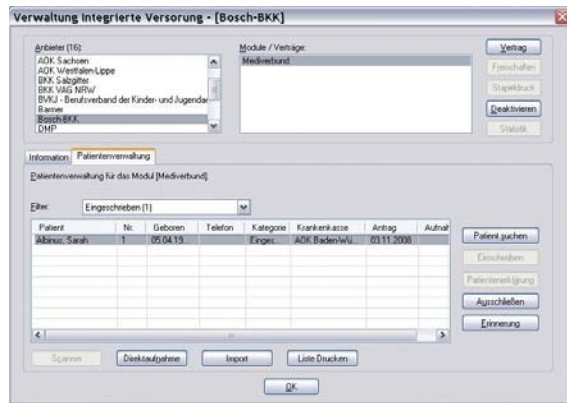 Verwaltung Integrierte Versorung - [Bosch-BKK]
Anbieter (16):
Module / Verträge:
AOK Sachsen
AOK Westfalen-Lippe
BKK Salzgitter
BKK VAG NRW
BVKJ - Berufsverband der Kinder- und Jugendär
Barmer
Bosch-BKK
DMP
Mediverbund
Vertrag
Freischalten
Stapeldruck
Deaktivieren
Statistik
Information
Patientenverwaltung
Patientenverwaltung für das Modul [Mediverbund]
Filter:
Eingeschrieben (1)
Patient Nr. Geboren Telefon Kategorie Krankenkasse Antrag Aufnah
Albinus, Sarah 1 05.04.19... Einges... AOK Baden-Wü... 03.11.2008
Patient suchen
Einschreiben
Patientenerklärung
Ausschließen
Erinnerung
Scannen
Direktaufnahme
Import
Liste Drucken
OK